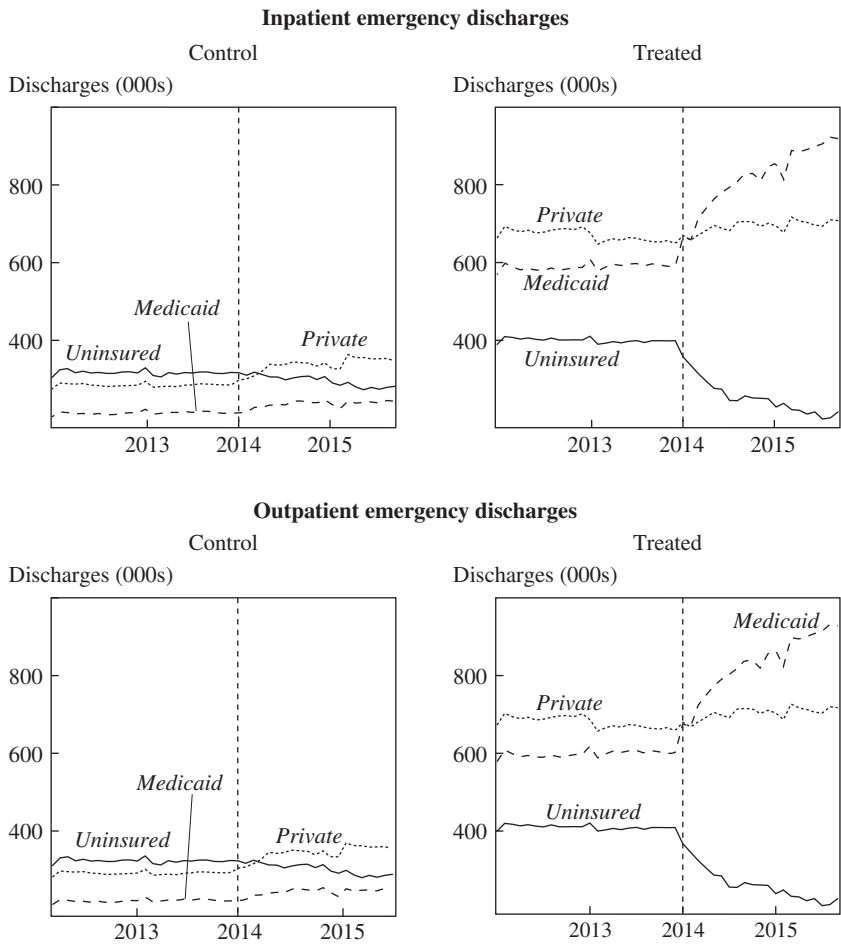 Inpatient emergency discharges
Control
Treated
Discharges (000s)
Discharges (000s)
800
600
400
Medicaid
Uninsured
Private
2013
2014
2015
800
600
400
Private
Medicaid
Uninsured
2013
2014
2015
Outpatient emergency discharges
Control
Treated
Discharges (000s)
Discharges (000s)
800
600
400
Medicaid
Uninsured
Private
2013
2014
2015
800
600
400
Medicaid
Private
Uninsured
2013
2014
2015